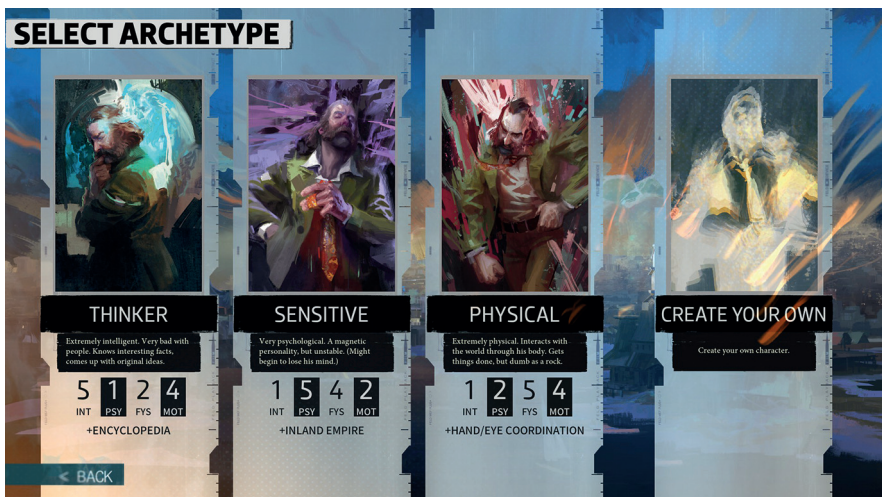 SELECT ARCHETYPE
THINKER
Extremely intelligent. Very bad with
people. Knows interesting facts,
comes up with original ideas.
5 1 2 4
INT PSY FYS MOT
+ENCYCLOPEDIA
SENSITIVE
Very psychological. A magnetic
personality, but unstable. (Might
begin to lose his mind.)
1 5 4 2
INT PSY FYS MOT
+INLAND EMPIRE
PHYSICAL
Extremely physical. Interacts with
the world through his body. Gets
things done, but dumb as a rock.
1 2 5 4
INT PSY FYS MOT
+HAND/EYE COORDINATION
CREATE YOUR OWN
Create your own character.
< BACK